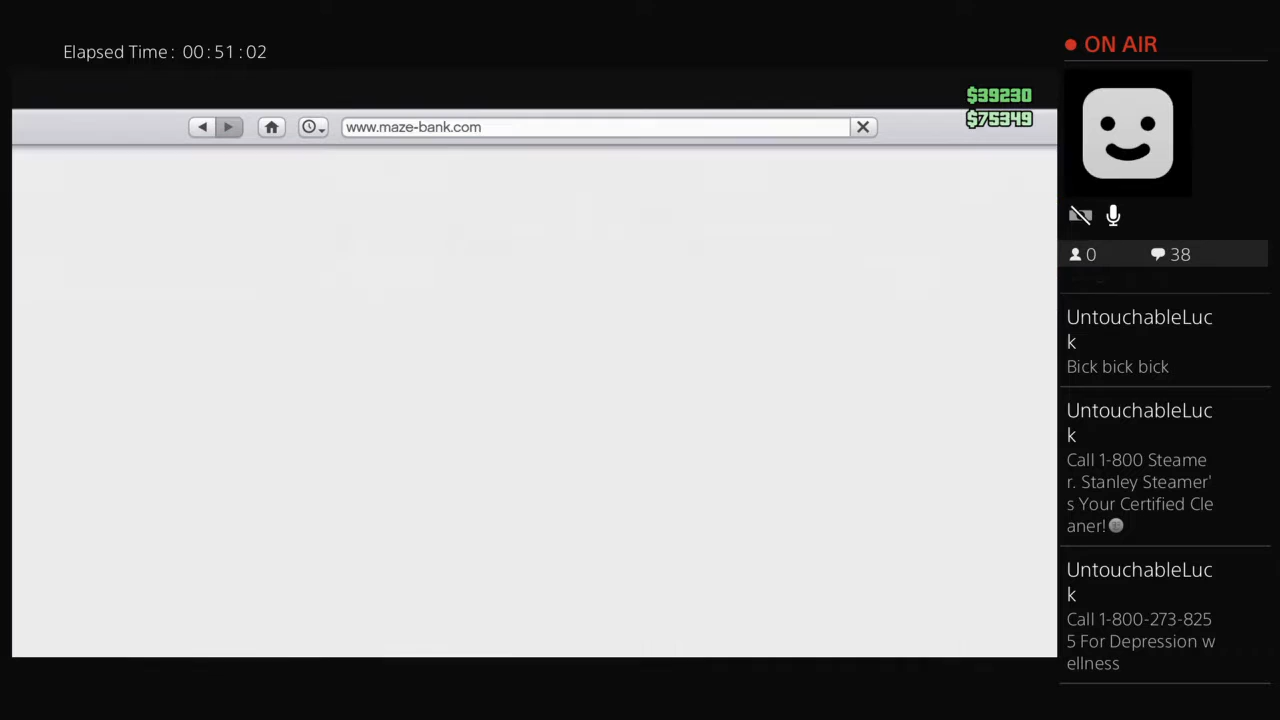 Elapsed Time: 00:51:02
ON AIR
$39230
www.maze-bank.com
$75349
0
38
UntouchableLuc
k
Bick bick bick
UntouchableLuc
k
Call 1-800 Steame
r. Stanley Steamer'
s Your Certified Cle
aner!
UntouchableLuc
k
Call 1-800-273-825
5 For Depression w
ellness